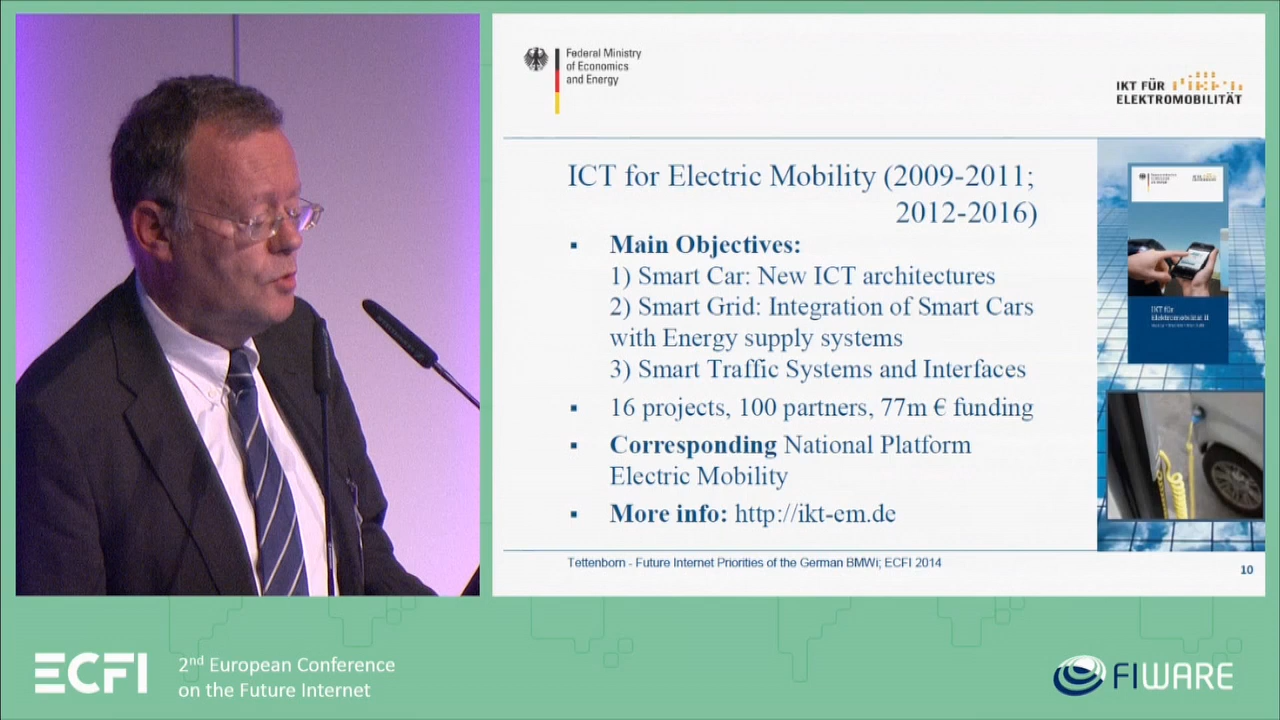 Federal Ministry
of Economics
and Energy
IKT FÜR
ELEKTROMOBILITÄT
ICT for Electric Mobility (2009-2011;
2012-2016)
▪ Main Objectives:
1) Smart Car: New ICT architectures
2) Smart Grid: Integration of Smart Cars
with Energy supply systems
3) Smart Traffic Systems and Interfaces
▪ 16 projects, 100 partners, 77m € funding
▪ Corresponding National Platform
Electric Mobility
▪ More info: http://ikt-em.de
IKT für
Elektromobilität II
Tettenborn - Future Internet Priorities of the German BMWi; ECFI 2014
10
ECFI
2nd European Conference
on the Future Internet
FIWARE